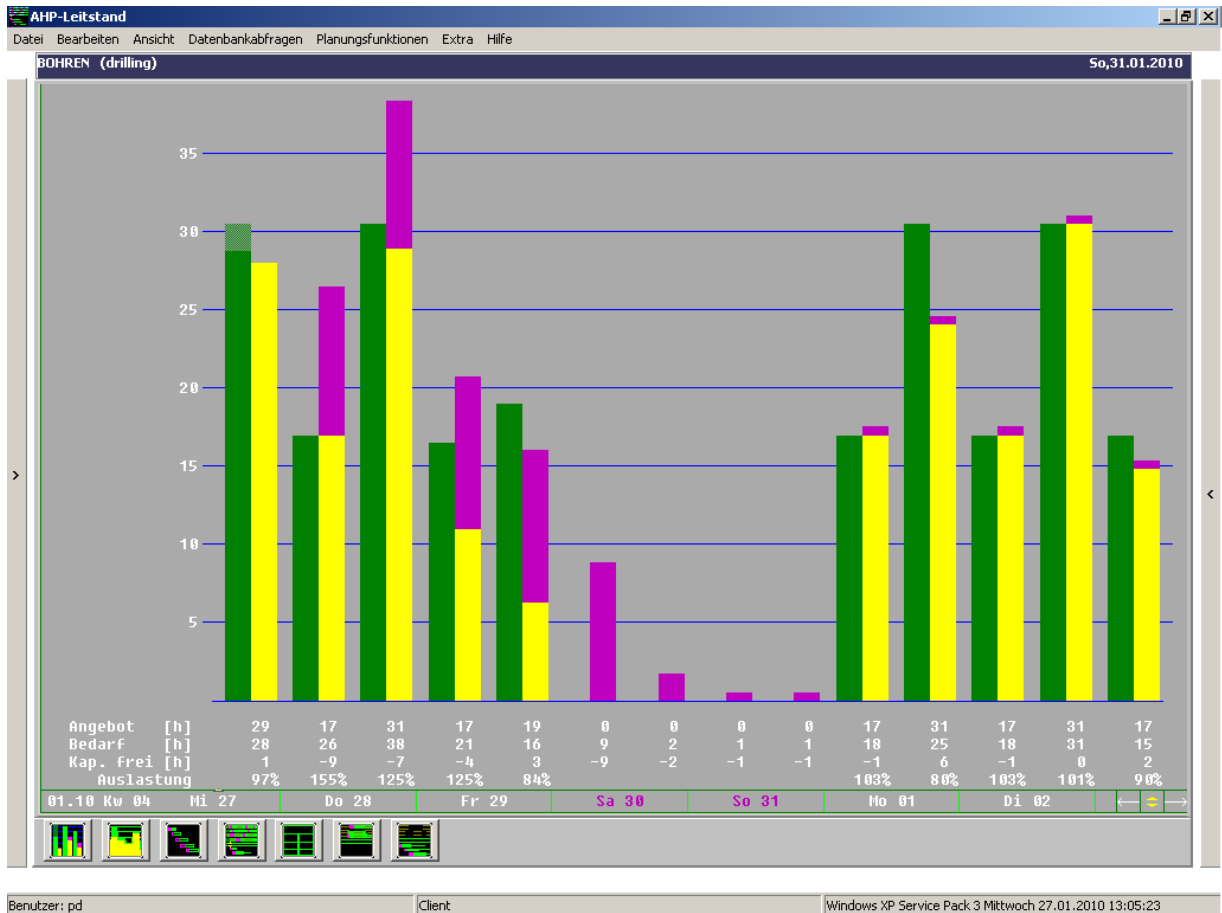 AHP-Leitstand
Datei Bearbeiten Ansicht Datenbankabfragen Planungsfunktionen Extra Hilfe
BOHREN (drilling) So,31.01.2010
35
30
25
20
15
10
5
> <
Angebot [h] 29 17 31 17 19 0 0 0 0 17 31 17 31 17
Bedarf [h] 28 26 38 21 16 9 2 1 1 18 25 18 31 15
Kap. frei [h] 1 -9 -7 -4 3 -9 -2 -1 -1 -1 6 -1 0 2
Auslastung 97% 155% 125% 125% 84% 103% 80% 103% 101% 90%
01.10 Kw 04 Mi 27 Do 28 Fr 29 Sa 30 So 31 Mo 01 Di 02
Benutzer: pd Client Windows XP Service Pack 3 Mittwoch 27.01.2010 13:05:23